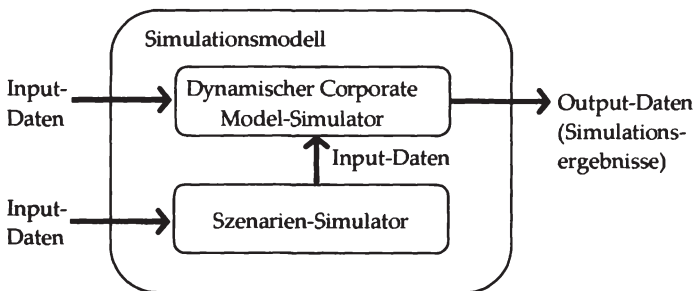 Simulationsmodell
Input-
Daten
Dynamischer Corporate
Model-Simulator
Output-Daten
(Simulations-
ergebnisse)
Input-Daten
Input-
Daten
Szenarien-Simulator